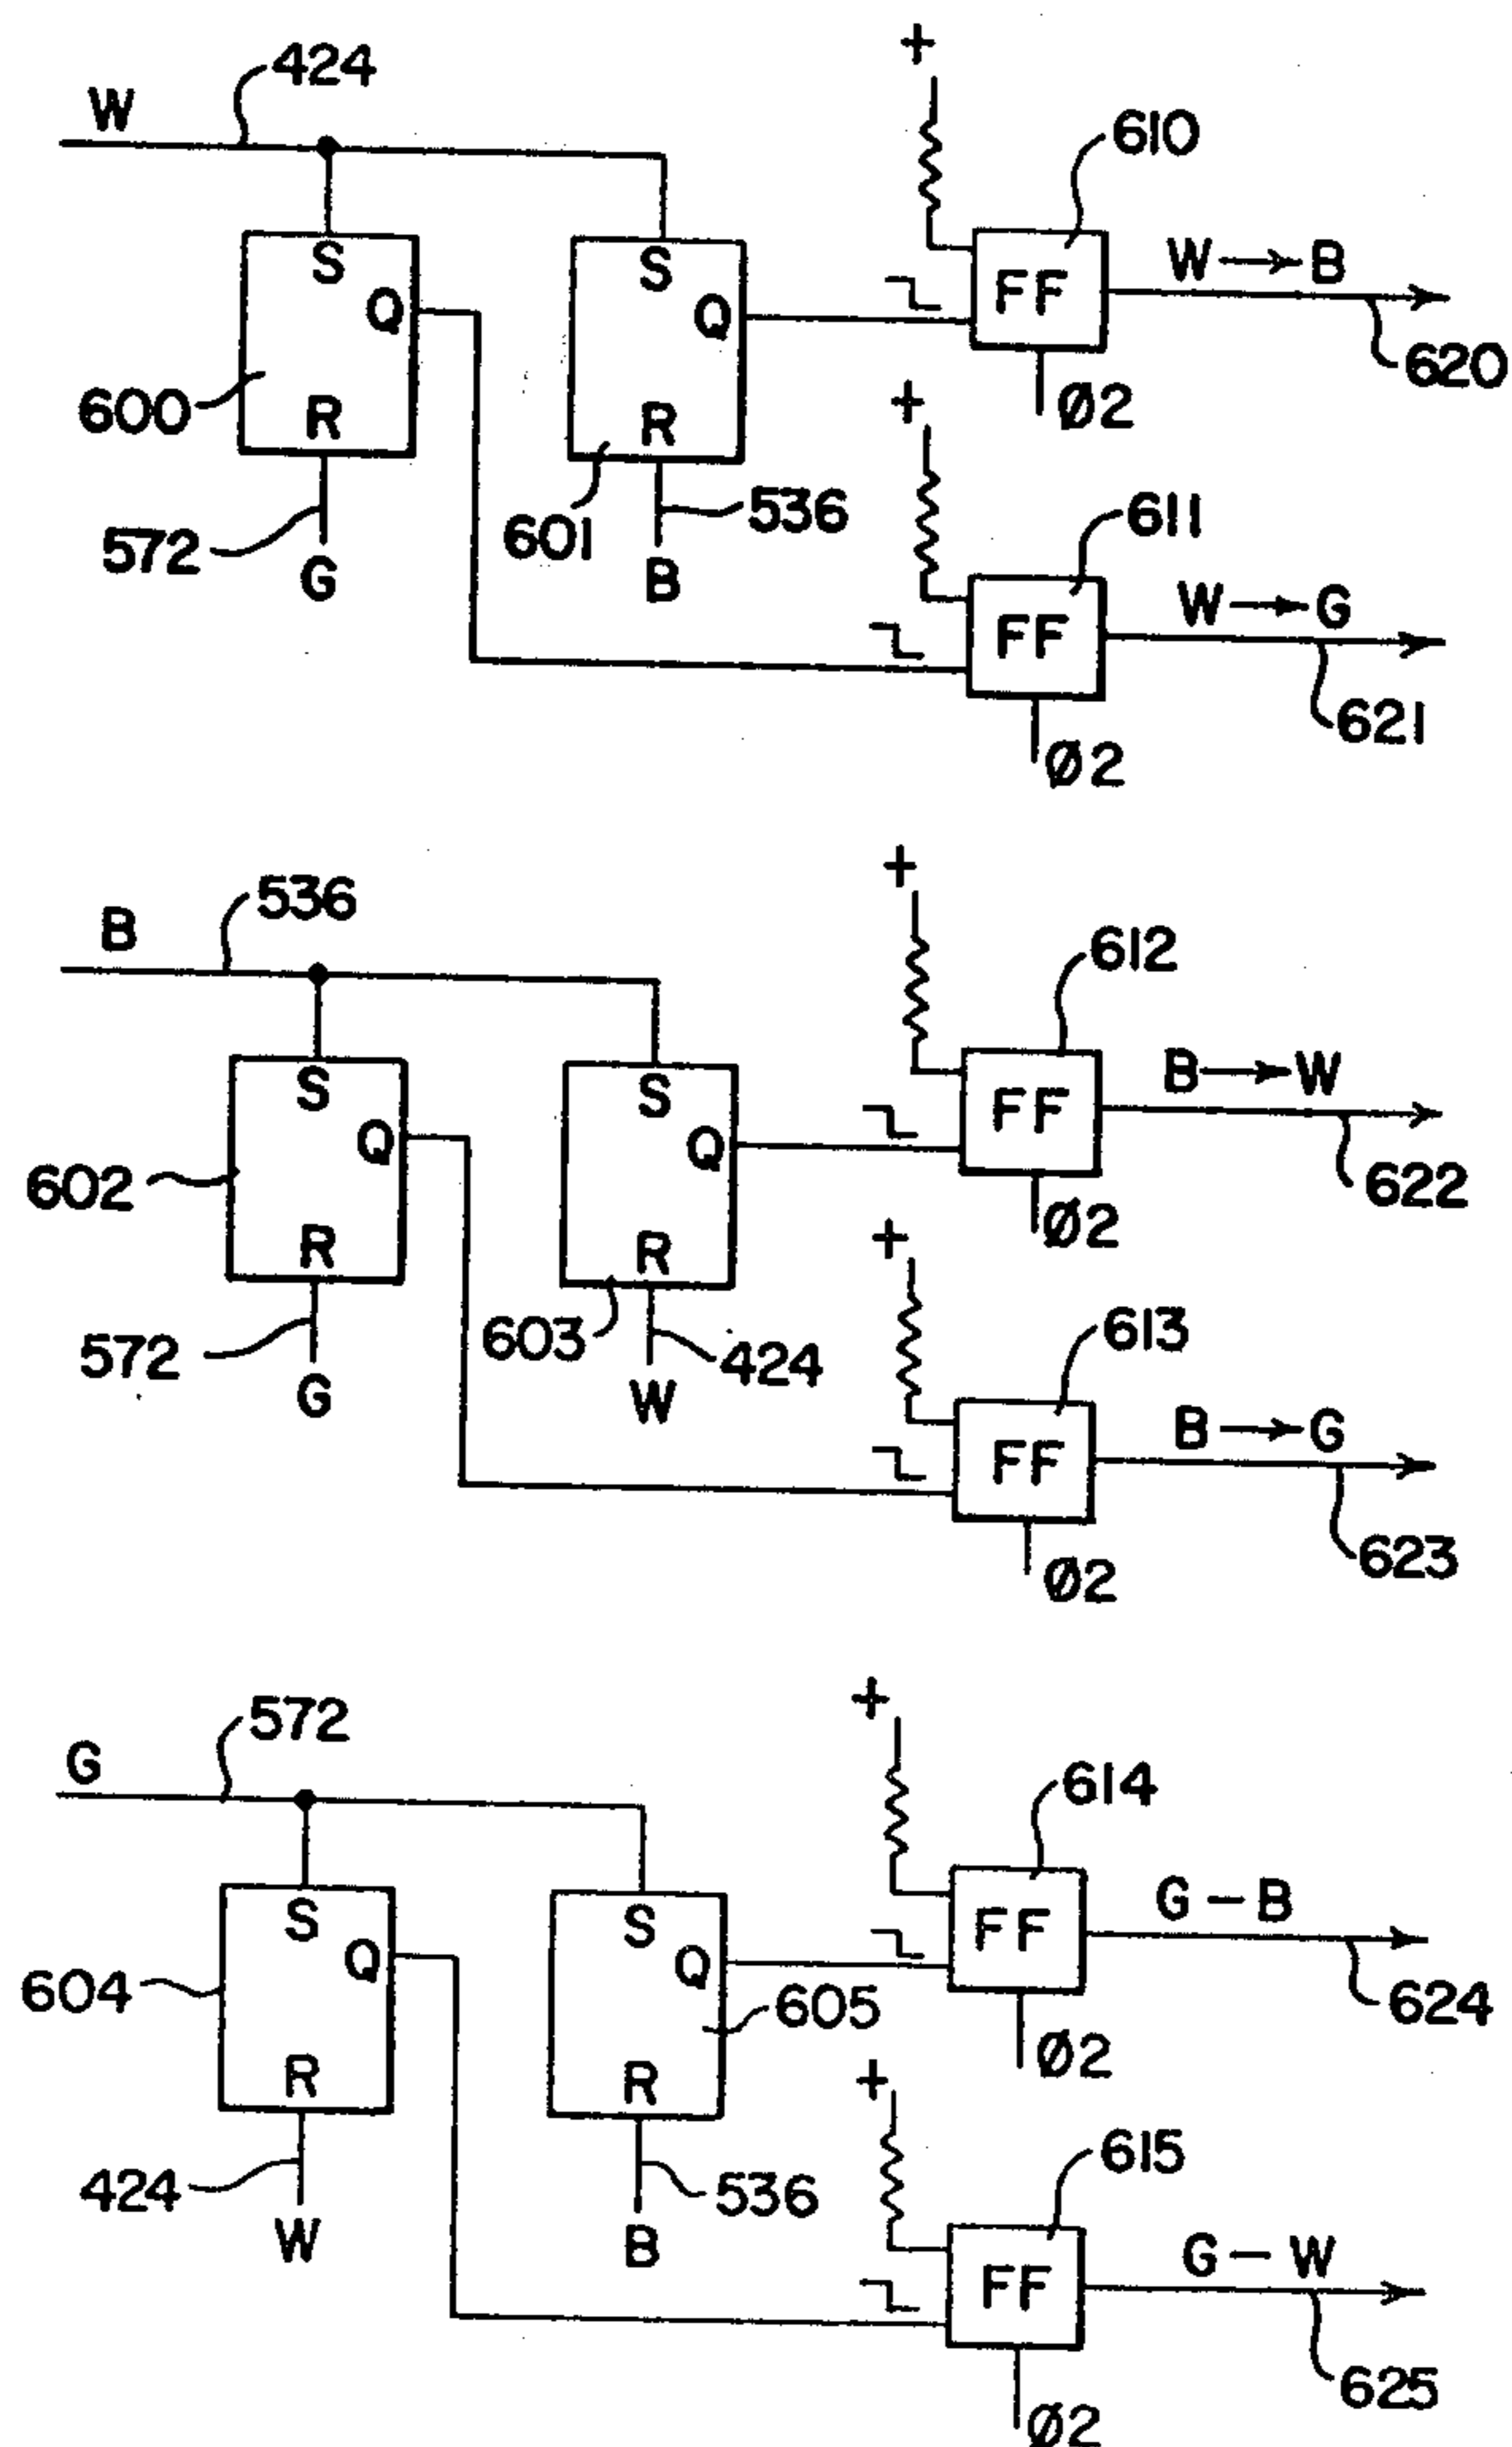 424
W
+
610
S
S
Q
Q
FF
W→B
600
R
R
620
Ø2
+
572
G
601
536
B
611
FF
W→G
621
Ø2
536
B
+
612
S
S
Q
Q
FF
B→W
602
R
R
622
Ø2
+
572
G
603
424
W
613
FF
B→G
623
Ø2
572
G
+
614
S
S
Q
Q
FF
G–B
604
605
624
R
R
Ø2
+
424
W
536
B
615
FF
G–W
625
Ø2